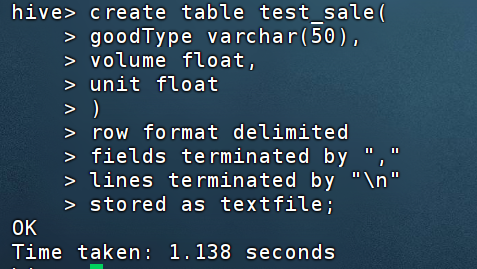 hive> create table test_sale(
    > goodType varchar(50),
    > volume float,
    > unit float
    > )
    > row format delimited
    > fields terminated by ","
    > lines terminated by "\n"
    > stored as textfile;
OK
Time taken: 1.138 seconds